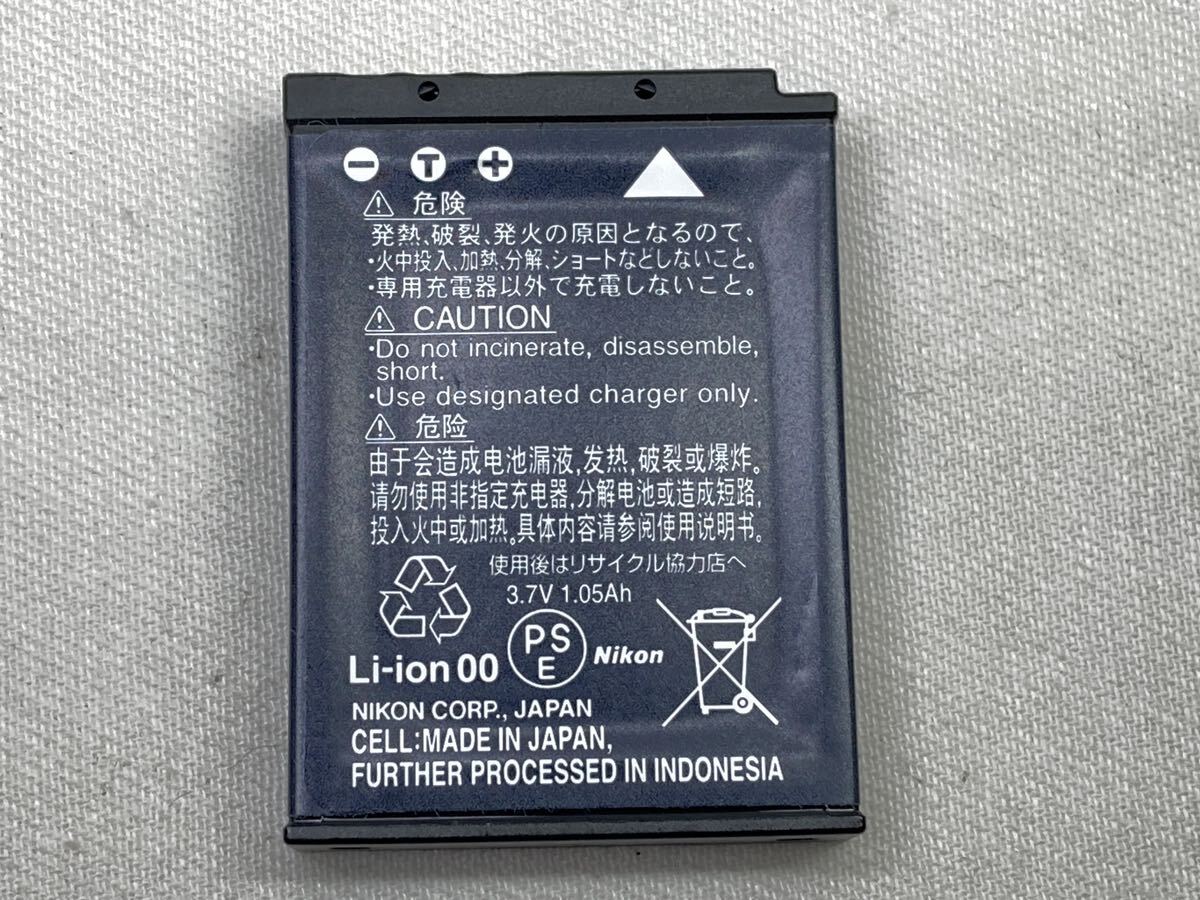 − T +
⚠ 危険
発熱、破裂、発火の原因となるので、
・火中投入、加熱、分解、ショートなどしないこと。
・専用充電器以外で充電しないこと。
⚠ CAUTION
・Do not incinerate, disassemble,
short.
・Use designated charger only.
⚠ 危险
由于会造成电池漏液,发热,破裂或爆炸。
请勿使用非指定充电器,分解电池或造成短路,
投入火中或加热。具体内容请参阅使用说明书。
使用後はリサイクル協力店へ
3.7V 1.05Ah
Li-ion 00
PS
E
Nikon
NIKON CORP., JAPAN
CELL:MADE IN JAPAN,
FURTHER PROCESSED IN INDONESIA